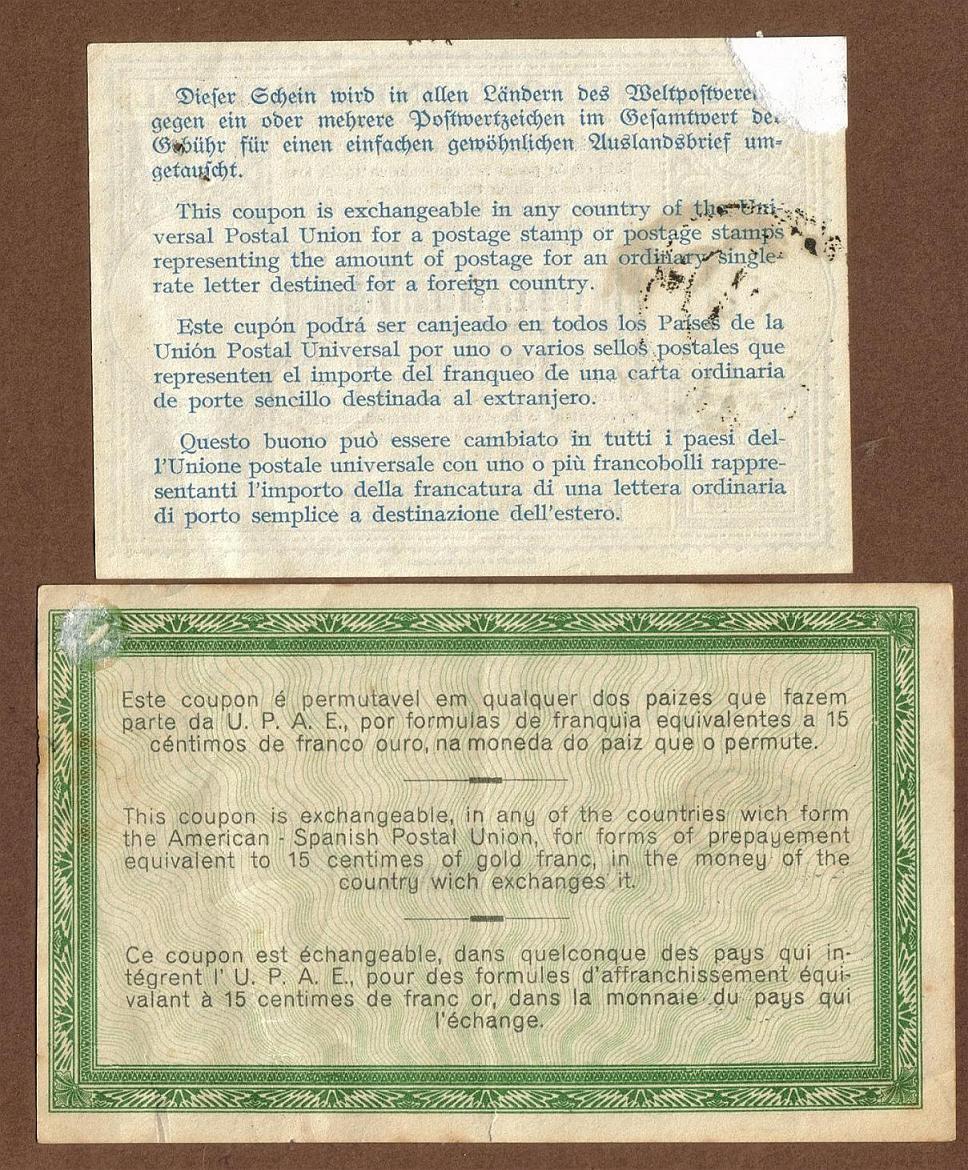 Dieser Schein wird in allen Ländern des
gegen ein oder mehrere Postwertzeichen im Gesamtwert der
Gebühr für einen einfachen gewöhnlichen Auslandsbrief um-
getauscht.
This coupon is exchangeable in any country of the Uni-
versal Postal Union for a postage stamp or postage stamps
representing the amount of postage for an ordinary single-
rate letter destined for a foreign country.
Este cupón podrá ser canjeado en todos los Países de la
Unión Postal Universal por uno o varios sellos postales que
representen el importe del franqueo de una carta ordinaria
de porte sencillo destinada al extranjero.
Questo buono può essere cambiato in tutti i paesi del-
l'Unione postale universale con uno o più francobolli rappre-
sentanti l'importo della francatura di una lettera ordinaria
di porto semplice a destinazione dell'estero.
Este coupon é permutavel em qualquer dos paizes que fazem
parte da U. P. A. E., por formulas de franquia equivalentes a 15
céntimos de franco ouro, na moneda do paiz que o permute.
This coupon is exchangeable, in any of the countries wich form
the American - Spanish Postal Union, for forms of prepayement
equivalent to 15 centimes of gold franc, in the money of the
country wich exchanges it.
Ce coupon est échangeable, dans quelconque des pays qui in-
tégrent l' U. P. A. E., pour des formules d'affranchissement équi-
valant à 15 centimes de franc or, dans la monnaie du pays qui
l'échange.